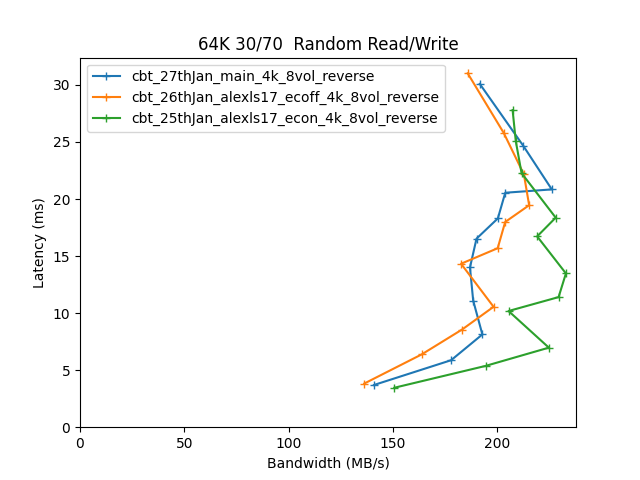 64K 30/70  Random Read/Write
cbt_27thJan_main_4k_8vol_reverse
cbt_26thJan_alexls17_ecoff_4k_8vol_reverse
cbt_25thJan_alexls17_econ_4k_8vol_reverse
Latency (ms)
30
25
20
15
10
5
0
0 50 100 150 200
Bandwidth (MB/s)